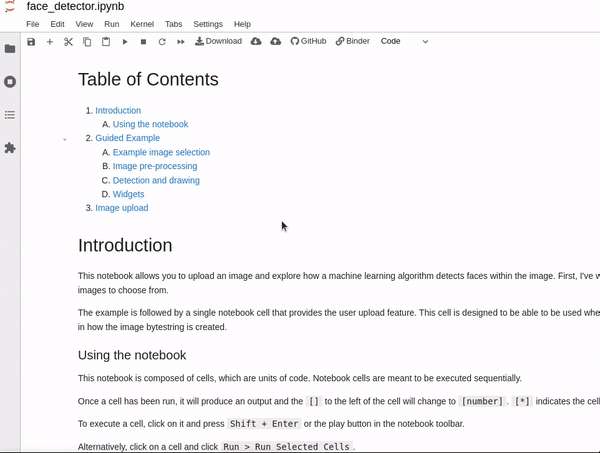 face_detector.ipynb
File Edit View Run Kernel Tabs Settings Help
Download GitHub Binder Code
Table of Contents
1. Introduction
A. Using the notebook
2. Guided Example
A. Example image selection
B. Image pre-processing
C. Detection and drawing
D. Widgets
3. Image upload
Introduction
This notebook allows you to upload an image and explore how a machine learning algorithm detects faces within the image. First, I've
images to choose from.
The example is followed by a single notebook cell that provides the user upload feature. This cell is designed to be able to be used
in how the image bytestring is created.
Using the notebook
This notebook is composed of cells, which are units of code. Notebook cells are meant to be executed sequentially.
Once a cell has been run, it will produce an output and the [] to the left of the cell will change to [number]. [*] indicates the
To execute a cell, click on it and press Shift + Enter or the play button in the notebook toolbar.
Alternatively, click on a cell and click Run > Run Selected Cells.